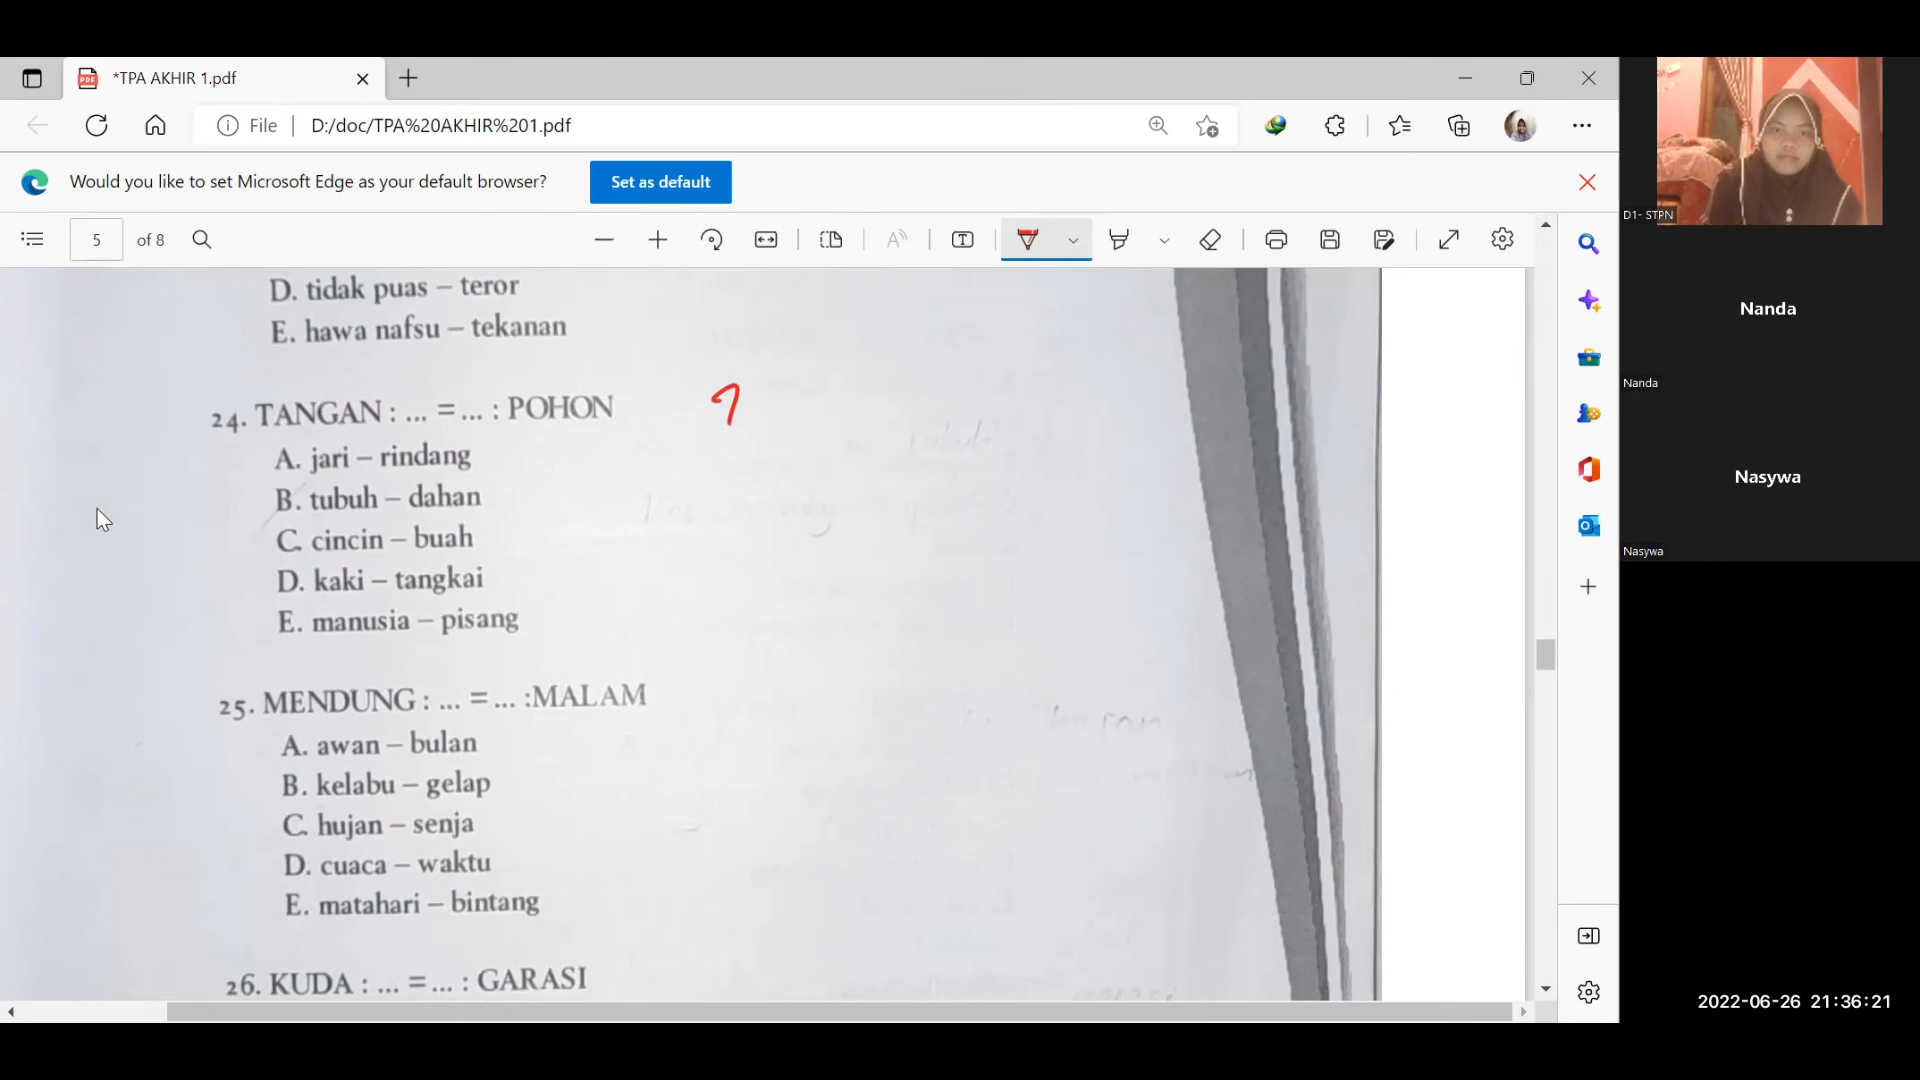 *TPA AKHIR 1.pdf
File
D:/doc/TPA%20AKHIR%201.pdf
Would you like to set Microsoft Edge as your default browser?
Set as default
5 of 8
D. tidak puas – teror
E. hawa nafsu – tekanan
24. TANGAN : ... = ... : POHON
A. jari – rindang
B. tubuh – dahan
C. cincin – buah
D. kaki – tangkai
E. manusia – pisang
25. MENDUNG : ... = ... :MALAM
A. awan – bulan
B. kelabu – gelap
C. hujan – senja
D. cuaca – waktu
E. matahari – bintang
26. KUDA : ... = ... : GARASI
D1- STPN
Nanda
Nanda
Nasywa
Nasywa
2022-06-26 21:36:21